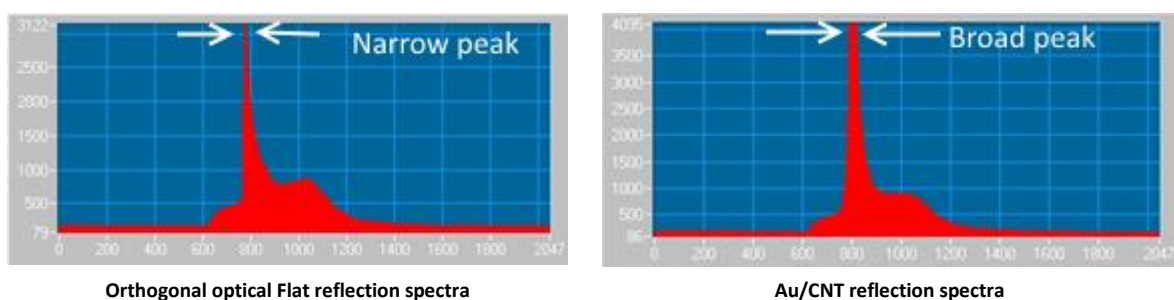 3122
2500
2000
1500
1000
500
79
0 200 400 600 800 1000 1200 1400 1600 1800 2047
Narrow peak
Orthogonal optical Flat reflection spectra
4095
3500
3000
2500
2000
1500
1000
500
86
0 200 400 600 800 1000 1200 1400 1600 1800 2047
Broad peak
Au/CNT reflection spectra